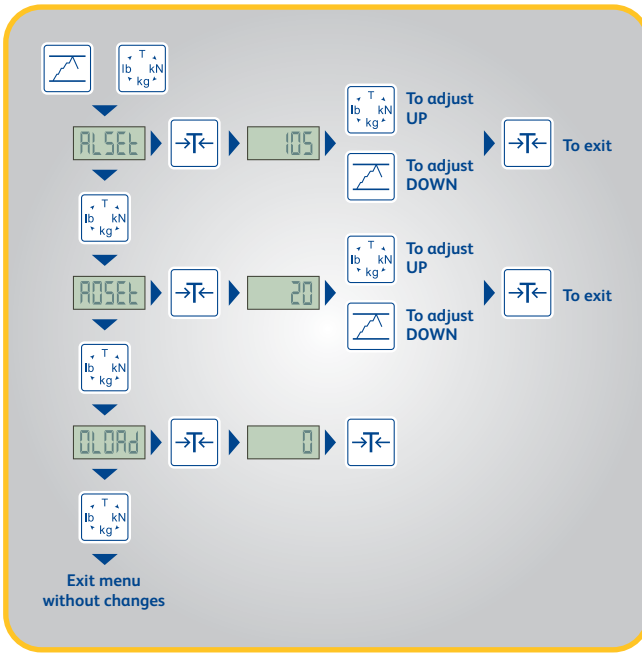 T
lb kN
kg
ALSEt →T← 105
T
lb kN
kg
To adjust
UP
To adjust
DOWN
→T← To exit
T
lb kN
kg
AOSEt →T← 20
T
lb kN
kg
To adjust
UP
To adjust
DOWN
→T← To exit
T
lb kN
kg
OLOAd →T← 0 →T←
T
lb kN
kg
Exit menu
without changes